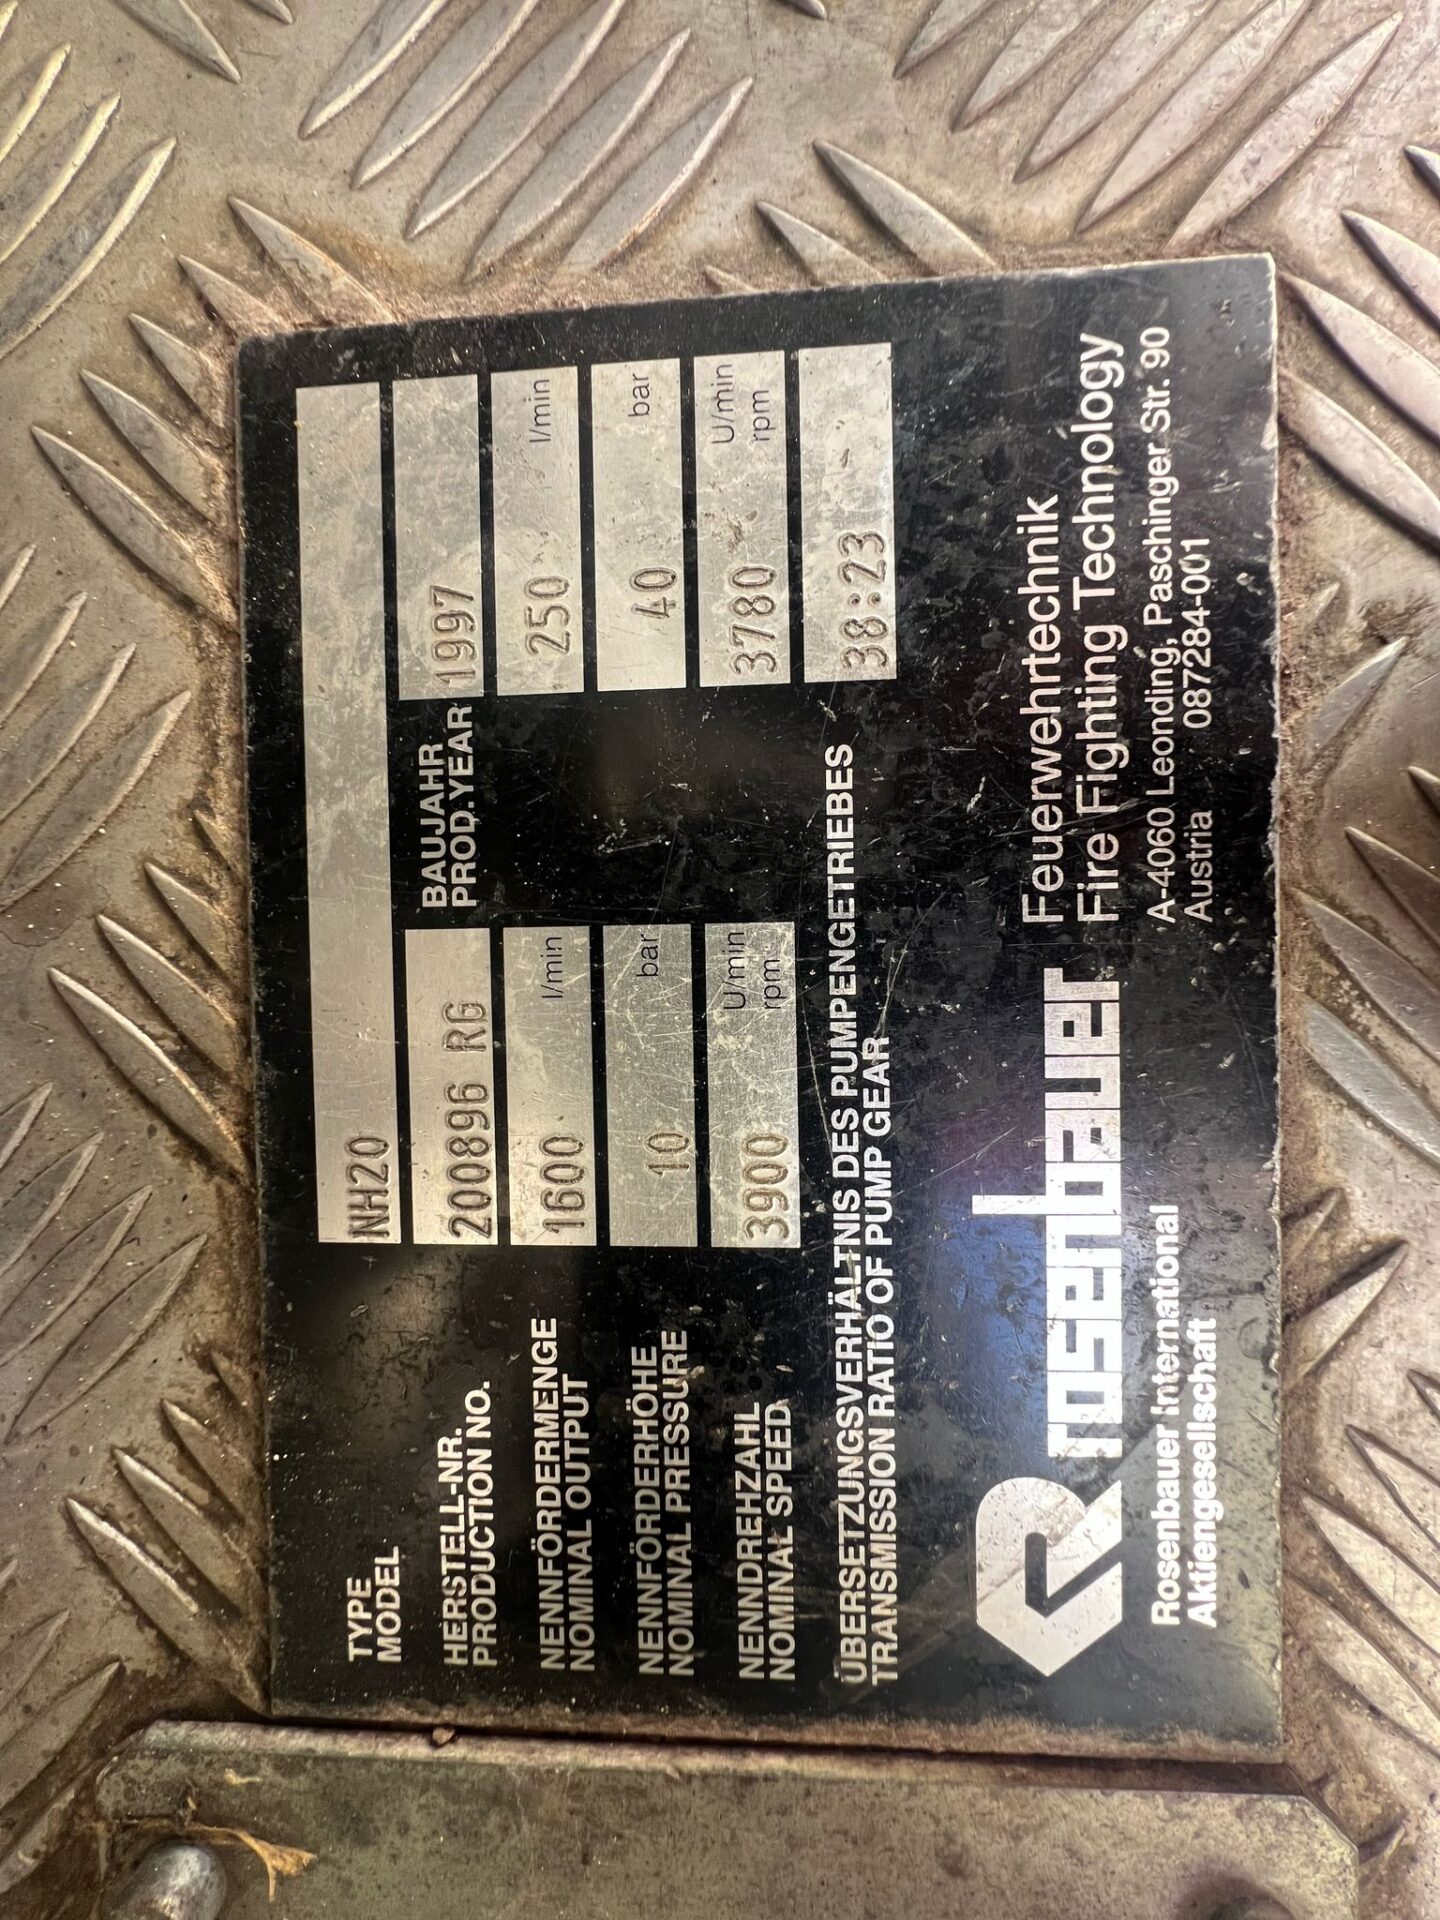 TYPE
MODEL NH20
HERSTELL-NR. BAUJAHR
PRODUCTION NO. 200896 RG PROD.YEAR 1997
NENNFÖRDERMENGE
NOMINAL OUTPUT 1600 l/min 250 l/min
NENNFÖRDERHÖHE
NOMINAL PRESSURE 10 bar 40 bar
NENNDREHZAHL U/min U/min
NOMINAL SPEED 3900 rpm 3780 rpm
ÜBERSETZUNGSVERHÄLTNIS DES PUMPENGETRIEBES
TRANSMISSION RATIO OF PUMP GEAR 38:23
R rosenbauer
Rosenbauer International
Aktiengesellschaft
Feuerwehrtechnik
Fire Fighting Technology
A-4060 Leonding, Paschinger Str. 90
Austria 087284-001